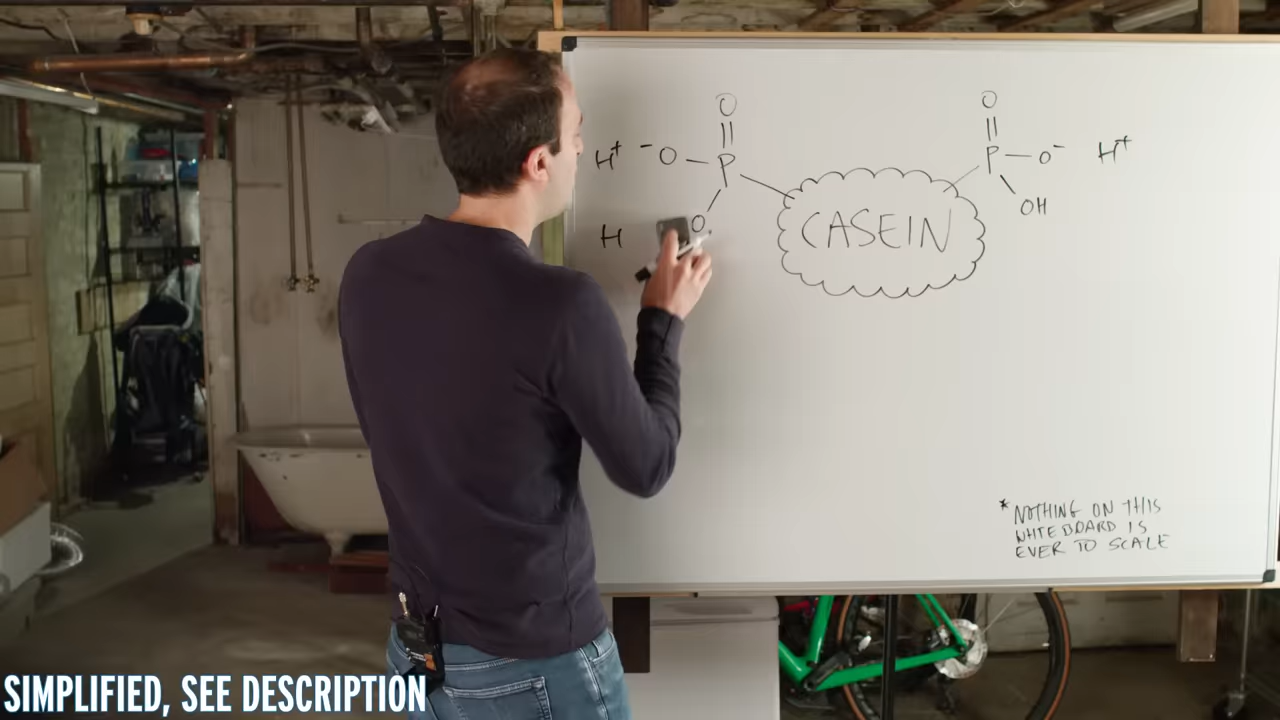 O
O
H⁺ ⁻O P
P O⁻ H⁺
O
OH
H
CASEIN
*NOTHING ON THIS
WHITEBOARD IS
EVER TO SCALE
SIMPLIFIED, SEE DESCRIPTION